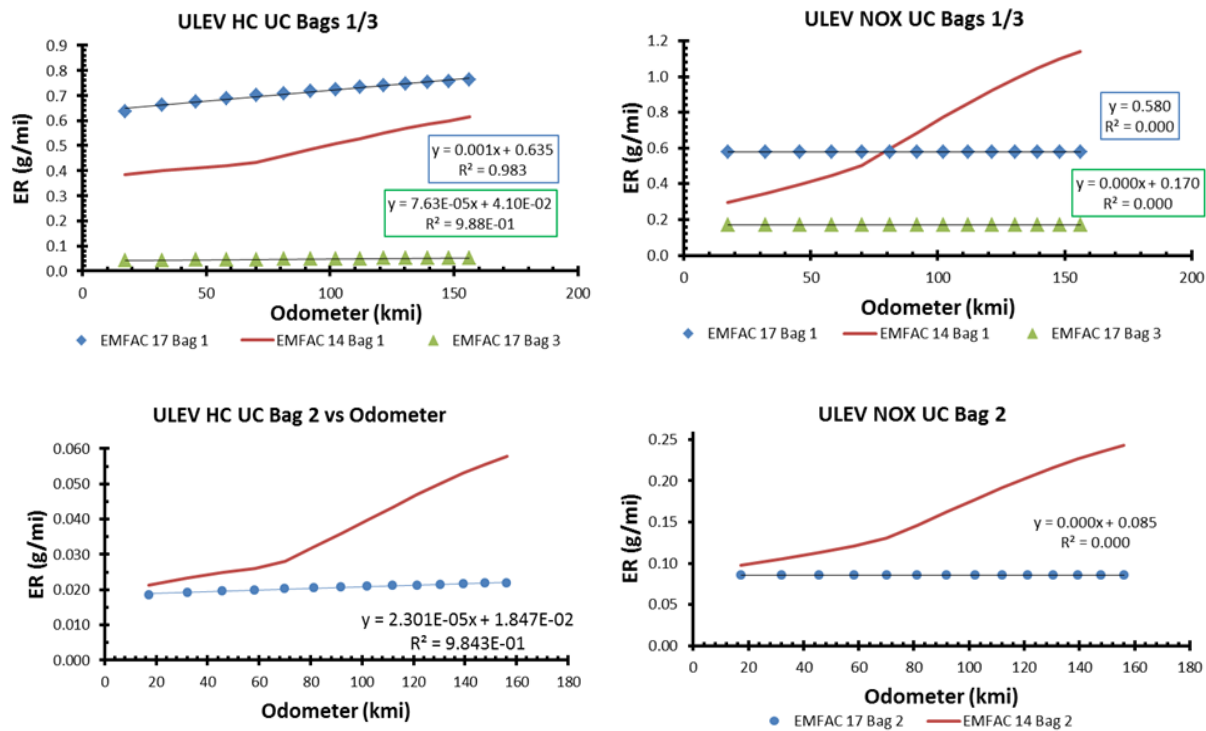 ULEV HC UC Bags 1/3
ER (g/mi)
0.9
0.8
0.7
0.6
0.5
0.4
0.3
0.2
0.1
0.0
y = 0.001x + 0.635
R² = 0.983
y = 7.63E-05x + 4.10E-02
R² = 9.88E-01
0 50 100 150 200
Odometer (kmi)
EMFAC 17 Bag 1 EMFAC 14 Bag 1 EMFAC 17 Bag 3
ULEV NOX UC Bags 1/3
ER (g/mi)
1.2
1.0
0.8
0.6
0.4
0.2
0.0
y = 0.580
R² = 0.000
y = 0.000x + 0.170
R² = 0.000
0 50 100 150 200
Odometer (kmi)
EMFAC 17 Bag 1 EMFAC 14 Bag 1 EMFAC 17 Bag 3
ULEV HC UC Bag 2 vs Odometer
ER (g/mi)
0.060
0.050
0.040
0.030
0.020
0.010
0.000
y = 2.301E-05x + 1.847E-02
R² = 9.843E-01
0 20 40 60 80 100 120 140 160 180
Odometer (kmi)
ULEV NOX UC Bag 2
ER (g/mi)
0.25
0.20
0.15
0.10
0.05
0.00
y = 0.000x + 0.085
R² = 0.000
0 20 40 60 80 100 120 140 160 180
Odometer (kmi)
EMFAC 17 Bag 2 EMFAC 14 Bag 2